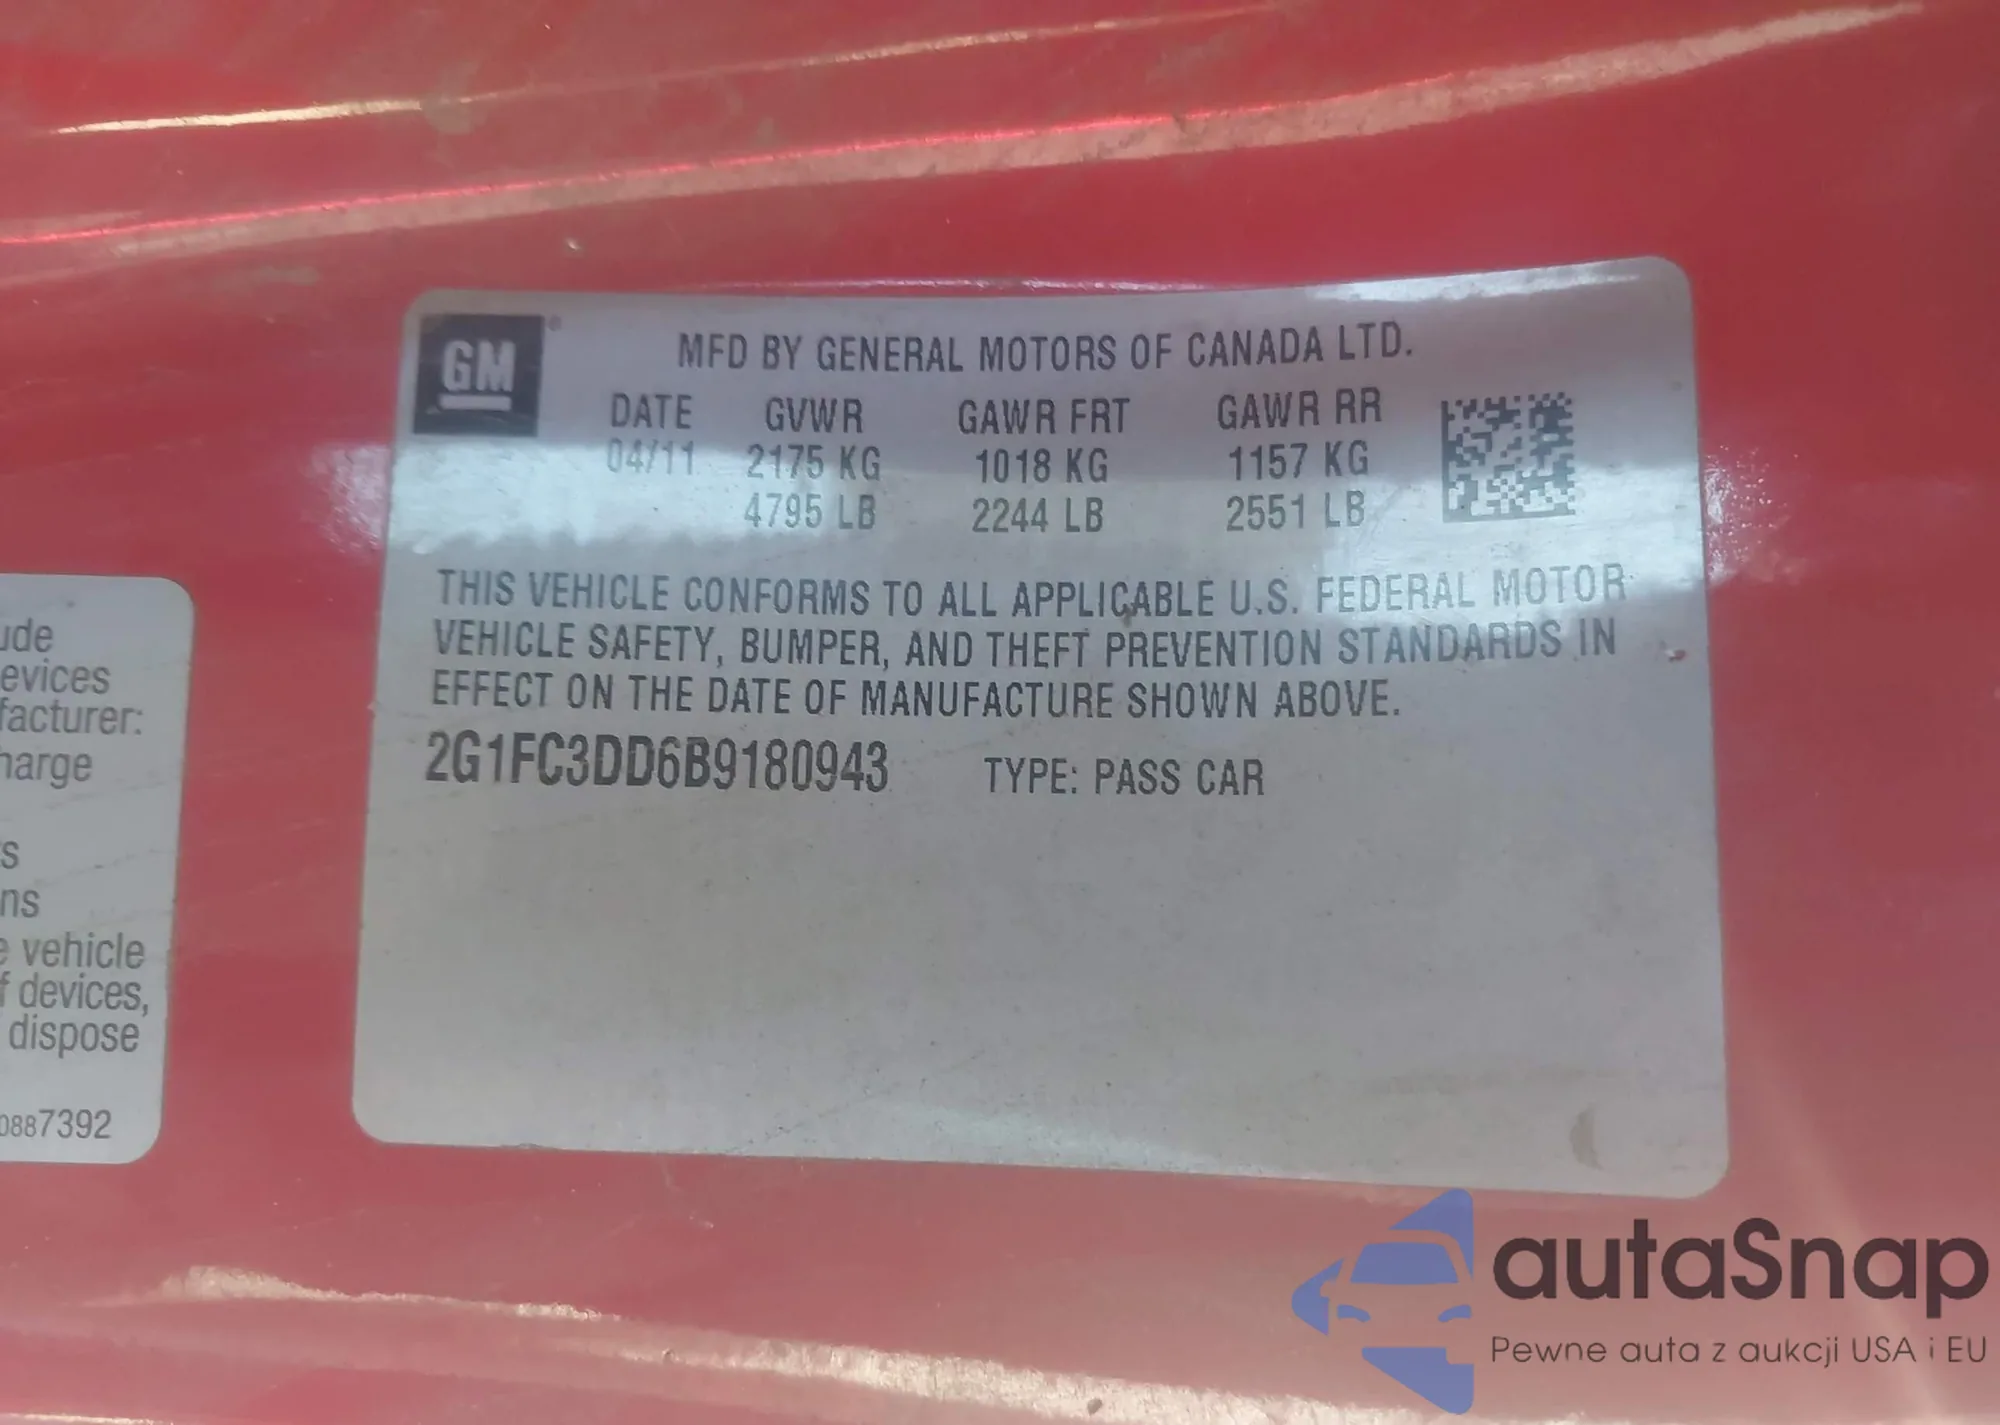 ude
evices
facturer:
harge
s
ns
e vehicle
f devices,
dispose
0887392
GM
MFD BY GENERAL MOTORS OF CANADA LTD.
DATE GVWR GAWR FRT GAWR RR
04/11 2175 KG 1018 KG 1157 KG
4795 LB 2244 LB 2551 LB
THIS VEHICLE CONFORMS TO ALL APPLICABLE U.S. FEDERAL MOTOR
VEHICLE SAFETY, BUMPER, AND THEFT PREVENTION STANDARDS IN
EFFECT ON THE DATE OF MANUFACTURE SHOWN ABOVE.
2G1FC3DD6B9180943 TYPE: PASS CAR
autaSnap
Pewne auta z aukcji USA i EU